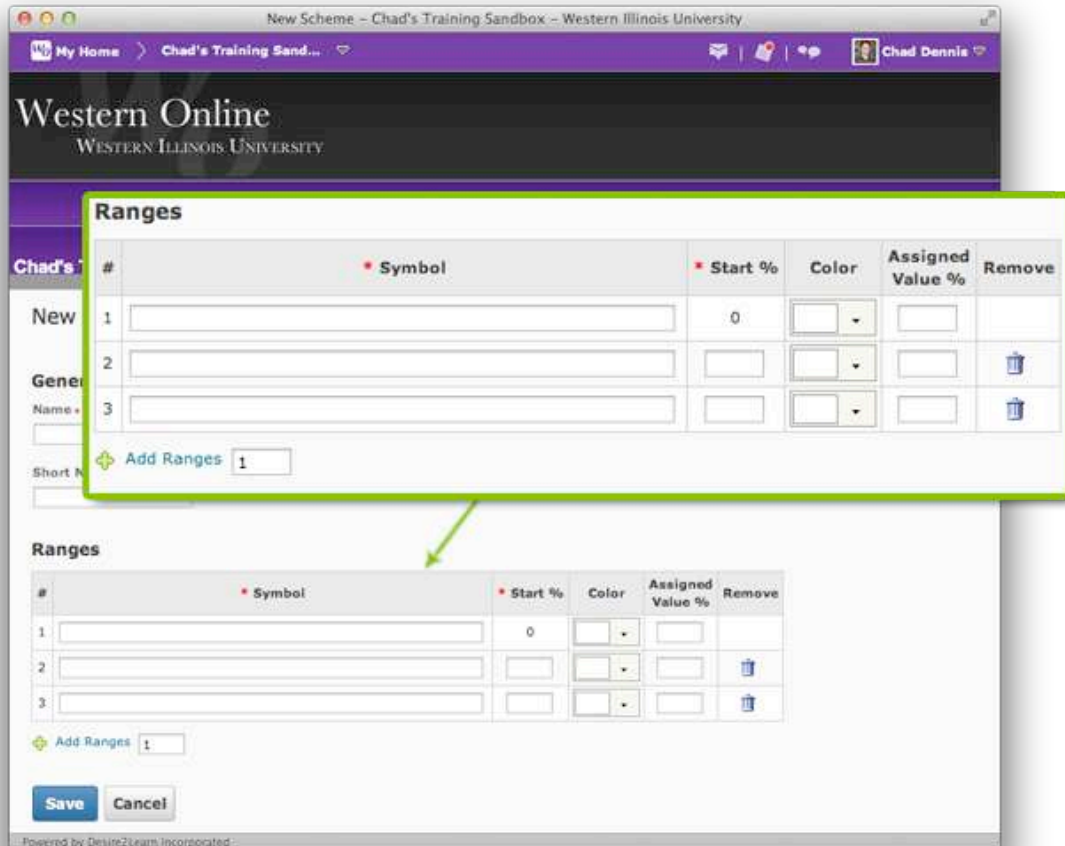 New Scheme – Chad's Training Sandbox – Western Illinois University
My Home Chad's Training Sand... Chad Dennis
Western Online
WESTERN ILLINOIS UNIVERSITY
Chad's
New
Name *
Short N
Ranges
# * Symbol * Start % Color Assigned Value % Remove
1 0
2
3
Add Ranges 1
Ranges
# * Symbol * Start % Color Assigned Value % Remove
1 0
2
3
Add Ranges 1
Save Cancel
Powered by Desire2Learn Incorporated